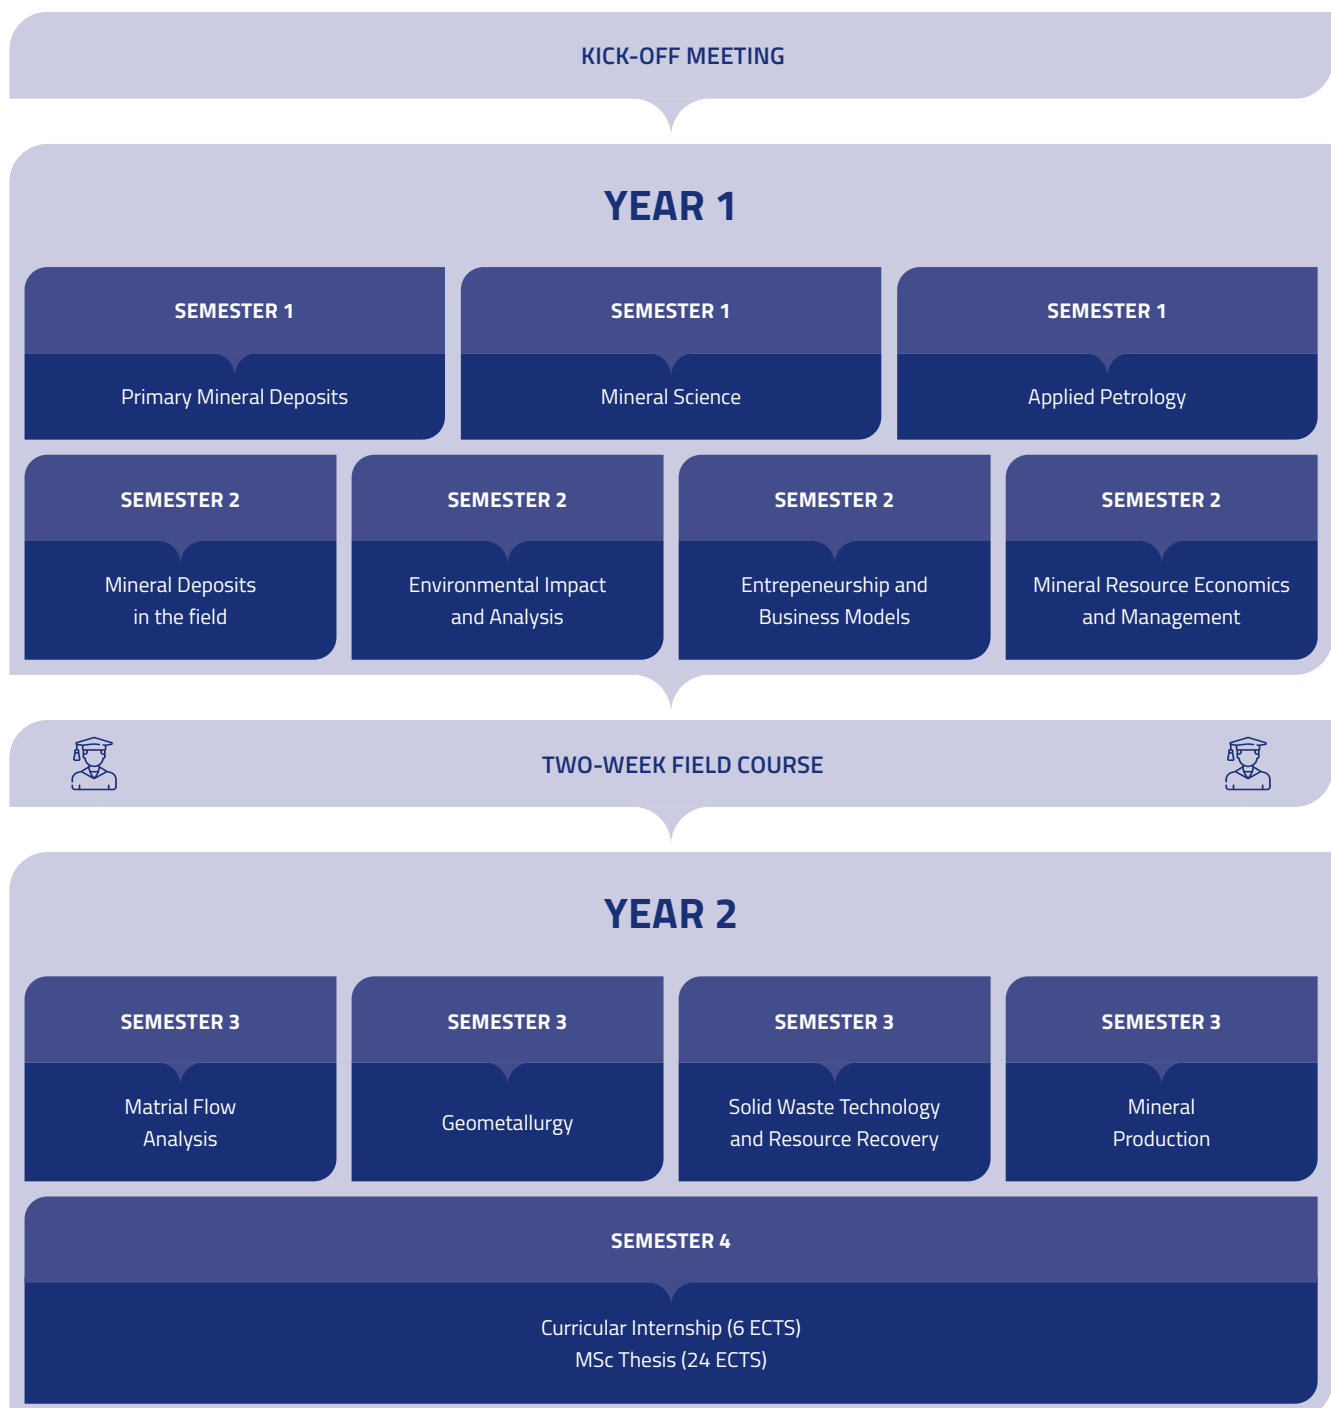 KICK-OFF MEETING
YEAR 1
SEMESTER 1
Primary Mineral Deposits
SEMESTER 1
Mineral Science
SEMESTER 1
Applied Petrology
SEMESTER 2
Mineral Deposits
in the field
SEMESTER 2
Environmental Impact
and Analysis
SEMESTER 2
Entrepeneurship and
Business Models
SEMESTER 2
Mineral Resource Economics
and Management
TWO-WEEK FIELD COURSE
YEAR 2
SEMESTER 3
Matrial Flow
Analysis
SEMESTER 3
Geometallurgy
SEMESTER 3
Solid Waste Technology
and Resource Recovery
SEMESTER 3
Mineral
Production
SEMESTER 4
Curricular Internship (6 ECTS)
MSc Thesis (24 ECTS)